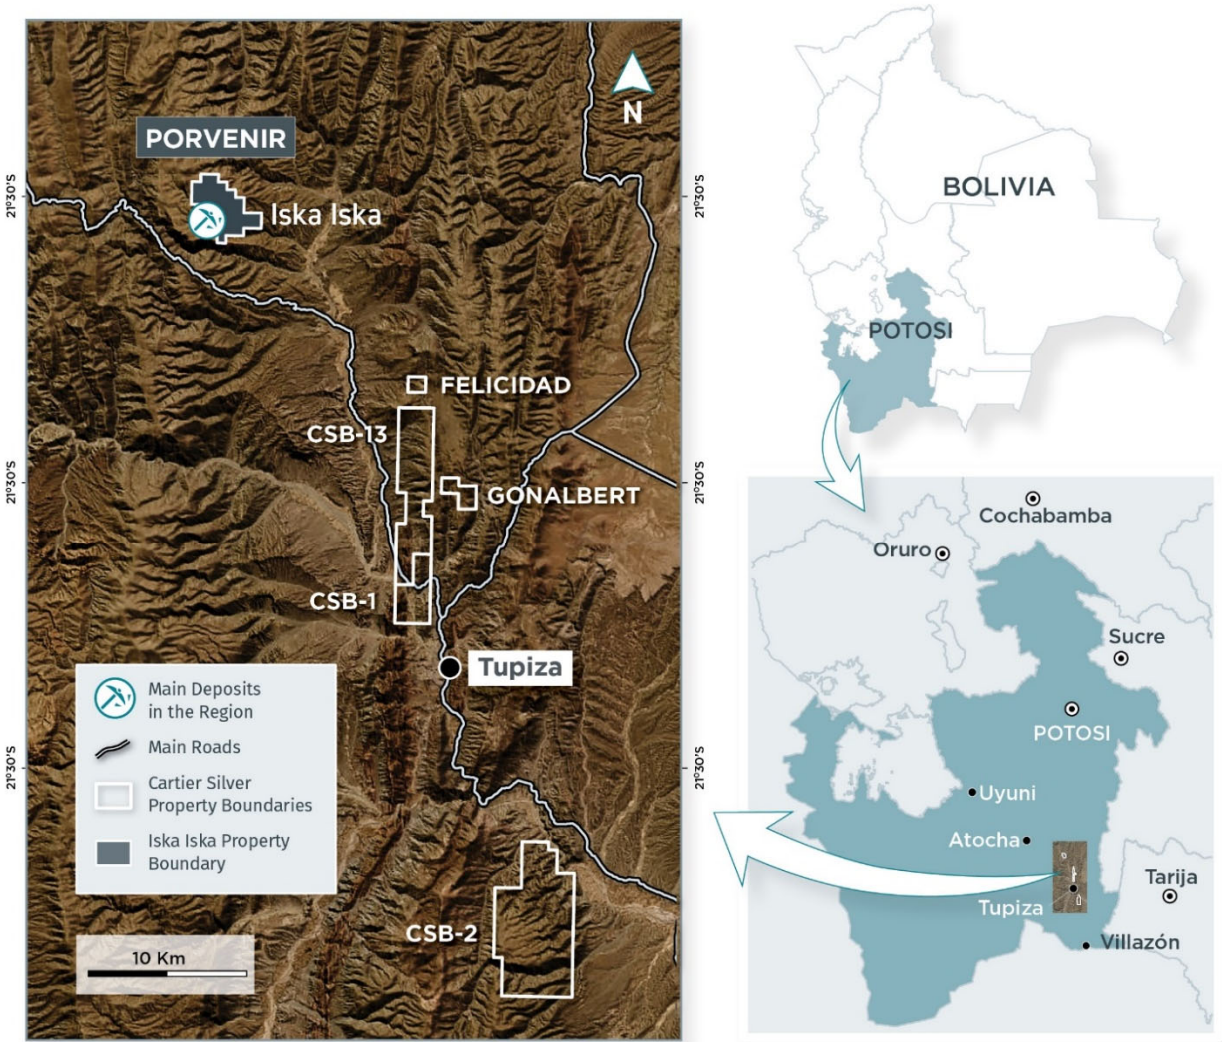 N
PORVENIR
Iska Iska
21°30'S
21°30'S
FELICIDAD
CSB-13
GONALBERT
21°30'S
21°30'S
CSB-1
Tupiza
Main Deposits
in the Region
Main Roads
Cartier Silver
Property Boundaries
Iska Iska Property
Boundary
21°30'S
21°30'S
CSB-2
10 Km
BOLIVIA
POTOSI
Cochabamba
Oruro
Sucre
POTOSI
Uyuni
Atocha
Tarija
Tupiza
Villazón